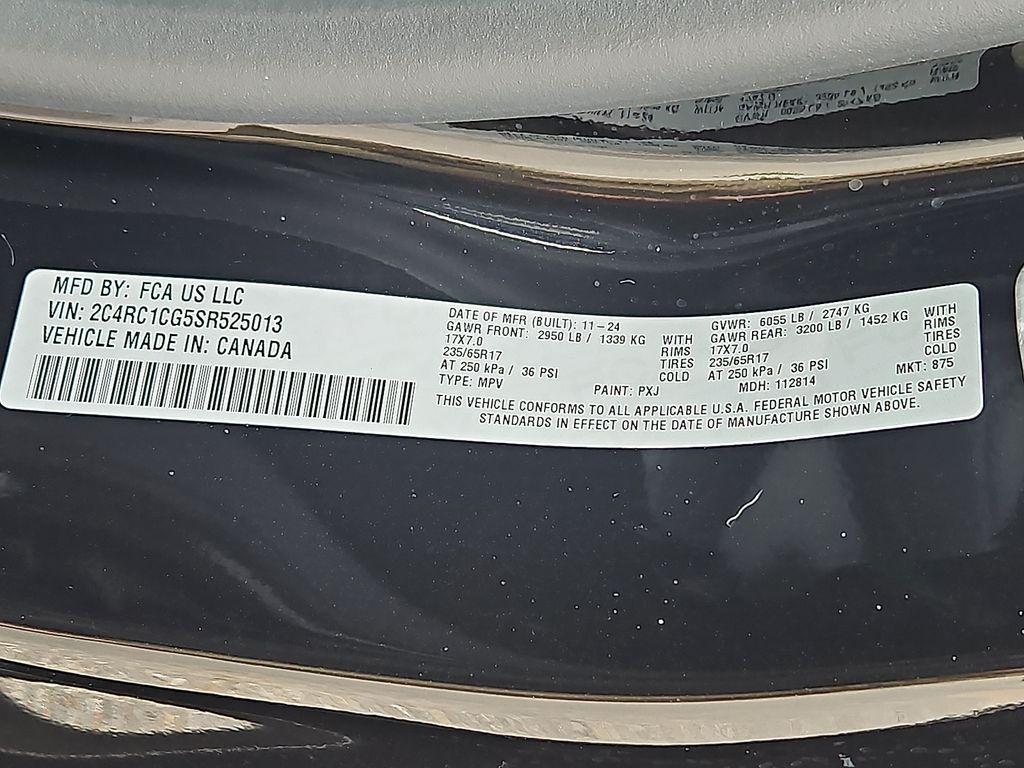 MFD BY: FCA US LLC
VIN: 2C4RC1CG5SR525013
VEHICLE MADE IN: CANADA
DATE OF MFR (BUILT): 11-24 GVWR: 6055 LB / 2747 KG
GAWR FRONT: 2950 LB / 1339 KG WITH GAWR REAR: 3200 LB / 1452 KG WITH
17X7.0 RIMS 17X7.0 RIMS
235/65R17 TIRES 235/65R17 TIRES
AT 250 kPa / 36 PSI COLD AT 250 kPa / 36 PSI COLD
TYPE: MPV PAINT: PXJ MDH: 112814 MKT: 875
THIS VEHICLE CONFORMS TO ALL APPLICABLE U.S.A. FEDERAL MOTOR VEHICLE SAFETY
STANDARDS IN EFFECT ON THE DATE OF MANUFACTURE SHOWN ABOVE.